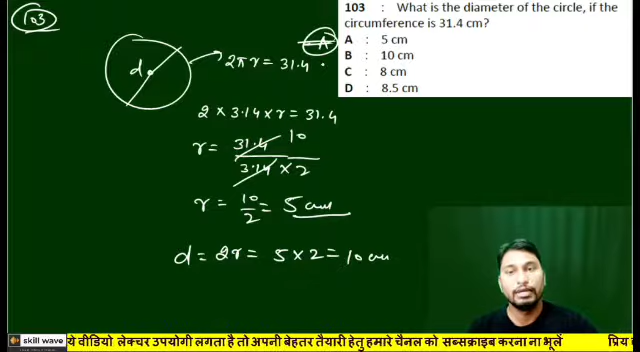 103
103 : What is the diameter of the circle, if the
circumference is 31.4 cm?
A : 5 cm
B : 10 cm
C : 8 cm
D : 8.5 cm
A
d
2πr = 31.4
2 × 3.14 × r = 31.4
r = 31.4 10
3.14 × 2
r = 10/2 = 5 cm
d = 2r = 5 × 2 = 10 cm
skill wave
ये वीडियो लेक्चर उपयोगी लगता है तो अपनी बेहतर तैयारी हेतु हमारे चैनल को सब्सक्राइब करना ना भूलें प्रिय